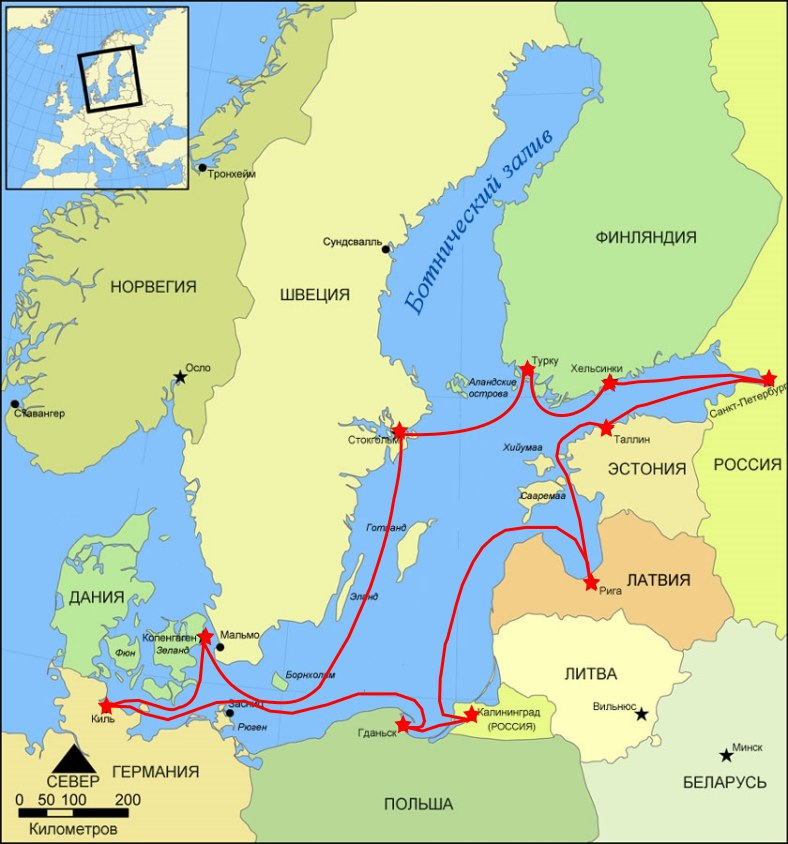 Тронхейм
Ботнический залив
Сундсвалль
ФИНЛЯНДИЯ
НОРВЕГИЯ
ШВЕЦИЯ
Осло
Турку
Хельсинки
Аландские
острова
Санкт-Петербург
Ставангер
Стокгольм
Таллин
Хийумаа
ЭСТОНИЯ
РОССИЯ
Сааремаа
Готланд
ЛАТВИЯ
Рига
ДАНИЯ
Эланд
Копенгаген
Мальмо
Фюн
Зеланд
Борнхольм
ЛИТВА
Киль
Засниц
Рюген
Гданьск
Калининград
(РОССИЯ)
Вильнюс
Минск
СЕВЕР
ГЕРМАНИЯ
БЕЛАРУСЬ
ПОЛЬША
0 50 100 200
Километров